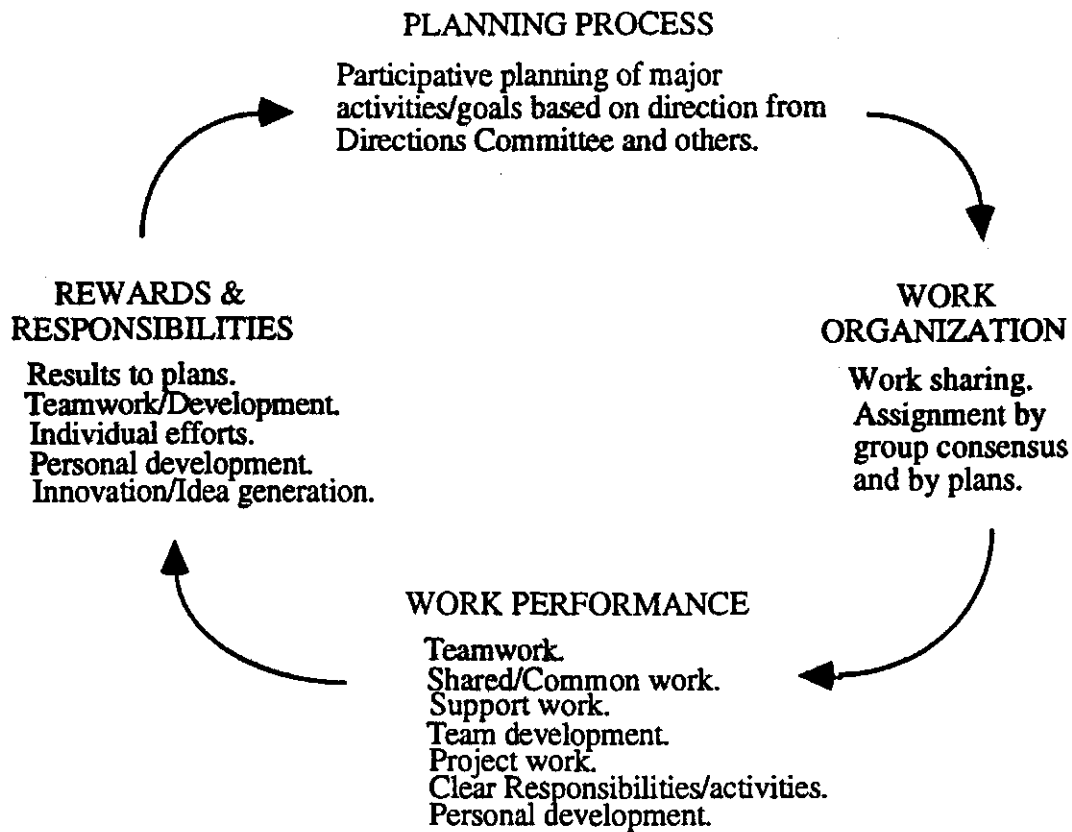 PLANNING PROCESS
Participative planning of major
activities/goals based on direction from
Directions Committee and others.
REWARDS &
RESPONSIBILITIES
Results to plans.
Teamwork/Development.
Individual efforts.
Personal development.
Innovation/Idea generation.
WORK
ORGANIZATION
Work sharing.
Assignment by
group consensus
and by plans.
WORK PERFORMANCE
Teamwork.
Shared/Common work.
Support work.
Team development.
Project work.
Clear Responsibilities/activities.
Personal development.